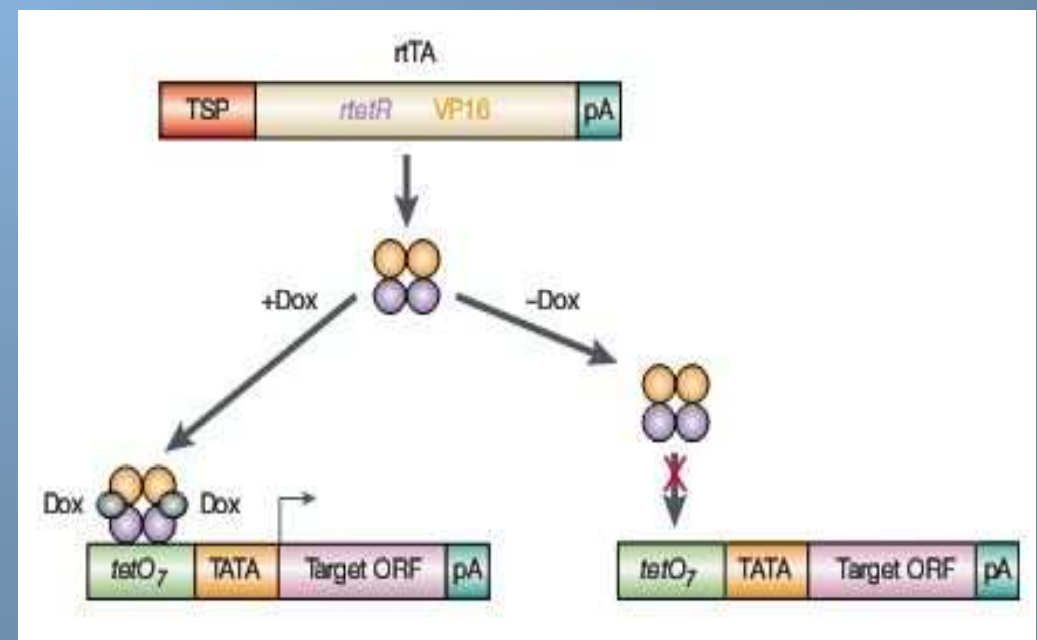 rtTA
TSP rtetR VP16 pA
+Dox –Dox
Dox Dox
tetO7 TATA Target ORF pA
tetO7 TATA Target ORF pA